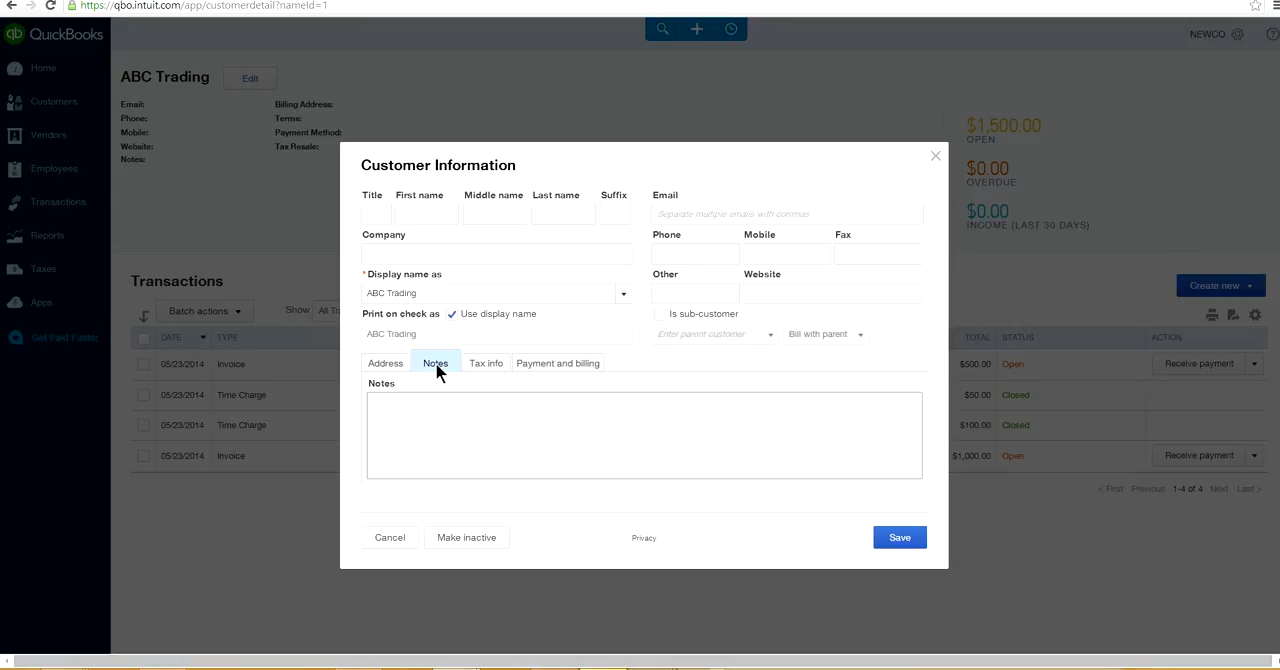 https://qbo.intuit.com/app/customerdetail?nameId=1
QuickBooks
NEWCO
Home
Customers
Vendors
Employees
Transactions
Reports
Taxes
Apps
Get Paid Faster
ABC Trading Edit
Email: Billing Address:
Phone: Terms:
Mobile: Payment Method:
Website: Tax Resale:
Notes:
$1,500.00
OPEN
$0.00
OVERDUE
$0.00
INCOME (LAST 30 DAYS)
Customer Information
Title First name Middle name Last name Suffix Email
Separate multiple emails with commas
Company Phone Mobile Fax
* Display name as Other Website
ABC Trading
Print on check as Use display name Is sub-customer
ABC Trading Enter parent customer Bill with parent
Address Notes Tax info Payment and billing
Notes
Cancel Make inactive Privacy Save
Transactions Create new
Batch actions Show All
DATE TYPE TOTAL STATUS ACTION
05/23/2014 Invoice $500.00 Open Receive payment
05/23/2014 Time Charge $50.00 Closed
05/23/2014 Time Charge $100.00 Closed
05/23/2014 Invoice $1,000.00 Open Receive payment
< First Previous 1-4 of 4 Next Last >